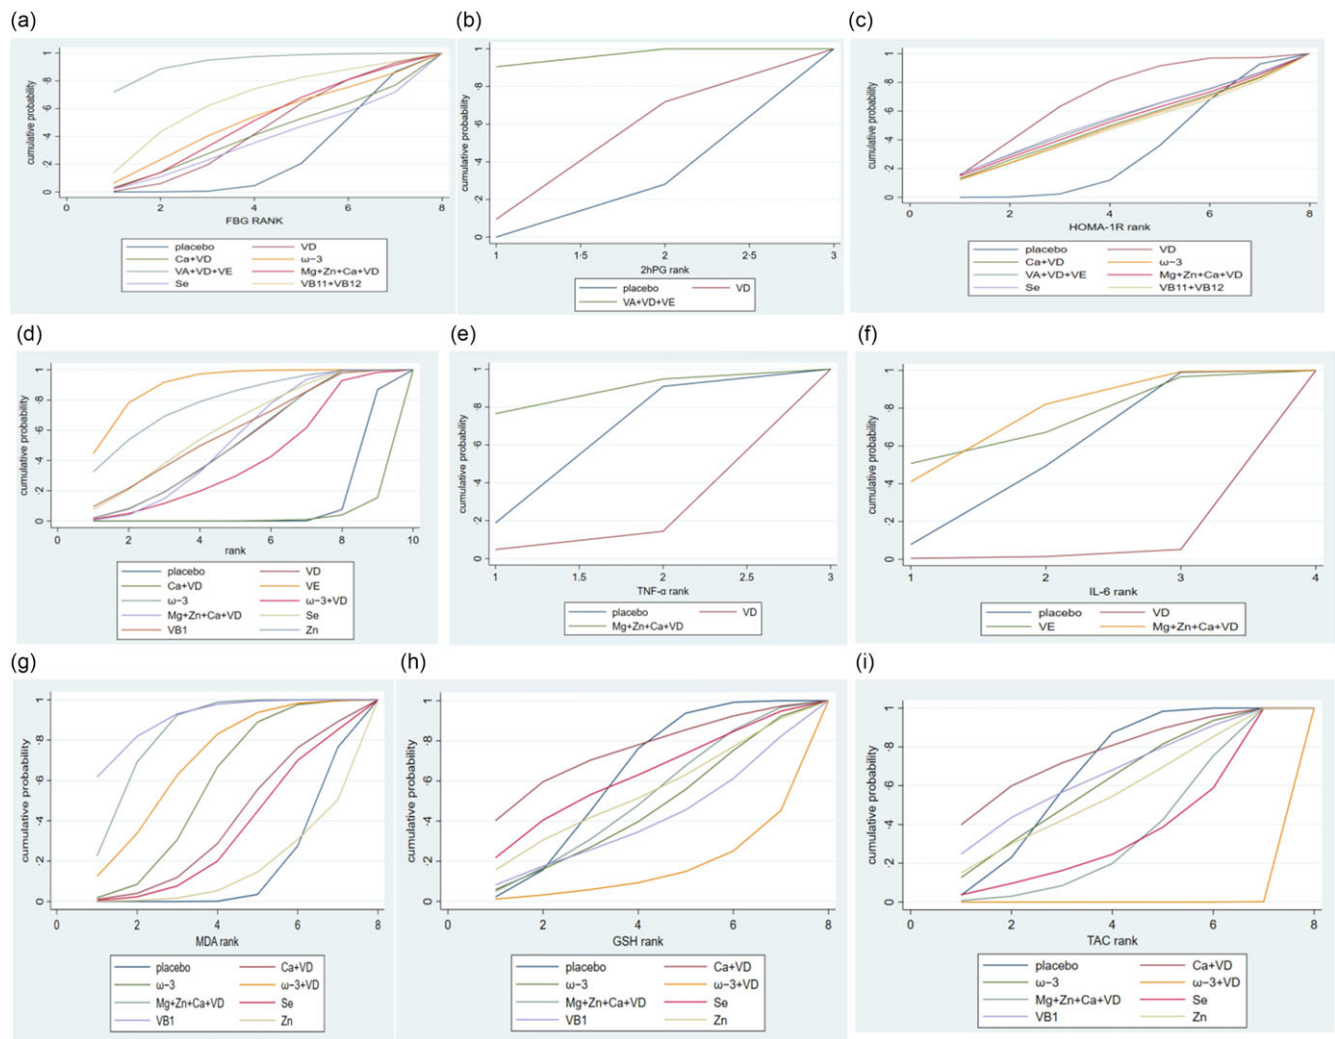 (a)
cumulative probability
0 ·2 ·4 ·6 ·8 1
0 2 4 6 8
FBG RANK
placebo VD
Ca+VD ω−3
VA+VD+VE Mg+Zn+Ca+VD
Se VB11+VB12
(b)
cumulative probability
0 ·2 ·4 ·6 ·8 1
1 1·5 2 2·5 3
2hPG rank
placebo VD
VA+VD+VE
(c)
cumulative probability
0 ·2 ·4 ·6 ·8 1
0 2 4 6 8
HOMA-1R rank
placebo VD
Ca+VD ω−3
VA+VD+VE Mg+Zn+Ca+VD
Se VB11+VB12
(d)
cumulative probability
0 ·2 ·4 ·6 ·8 1
0 2 4 6 8 10
rank
placebo VD
Ca+VD VE
ω−3 ω−3+VD
Mg+Zn+Ca+VD Se
VB1 Zn
(e)
cumulative probability
0 ·2 ·4 ·6 ·8 1
1 1.5 2 2.5 3
TNF-α rank
placebo VD
Mg+Zn+Ca+VD
(f)
cumulative probability
0 ·2 ·4 ·6 ·8 1
1 2 3 4
IL-6 rank
placebo VD
VE Mg+Zn+Ca+VD
(g)
cumulative probability
0 ·2 ·4 ·6 ·8 1
0 2 4 6 8
MDA rank
placebo Ca+VD
ω−3 ω−3+VD
Mg+Zn+Ca+VD Se
VB1 Zn
(h)
cumulative probability
0 ·2 ·4 ·6 ·8 1
0 2 4 6 8
GSH rank
placebo Ca+VD
ω−3 ω−3+VD
Mg+Zn+Ca+VD Se
VB1 Zn
(i)
cumulative probability
0 ·2 ·4 ·6 ·8 1
0 2 4 6 8
TAC rank
placebo Ca+VD
ω−3 ω−3+VD
Mg+Zn+Ca+VD Se
VB1 Zn